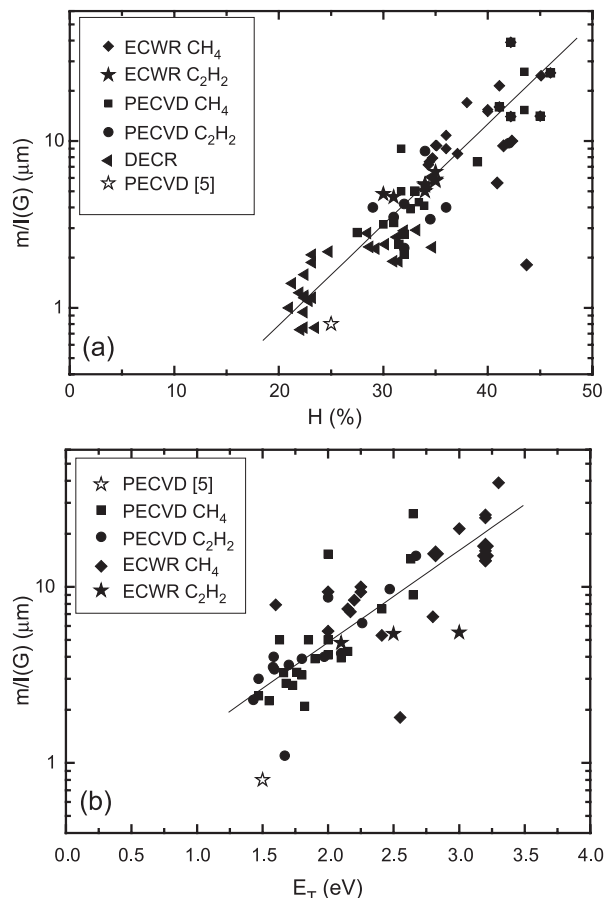 ECWR CH₄
ECWR C₂H₂
PECVD CH₄
PECVD C₂H₂
DECR
PECVD [5]
m/I(G) (μm)
10
1
(a)
0 10 20 30 40 50
H (%)
PECVD [5]
PECVD CH₄
PECVD C₂H₂
ECWR CH₄
ECWR C₂H₂
m/I(G) (μm)
10
1
(b)
0.0 0.5 1.0 1.5 2.0 2.5 3.0 3.5 4.0
E_T (eV)